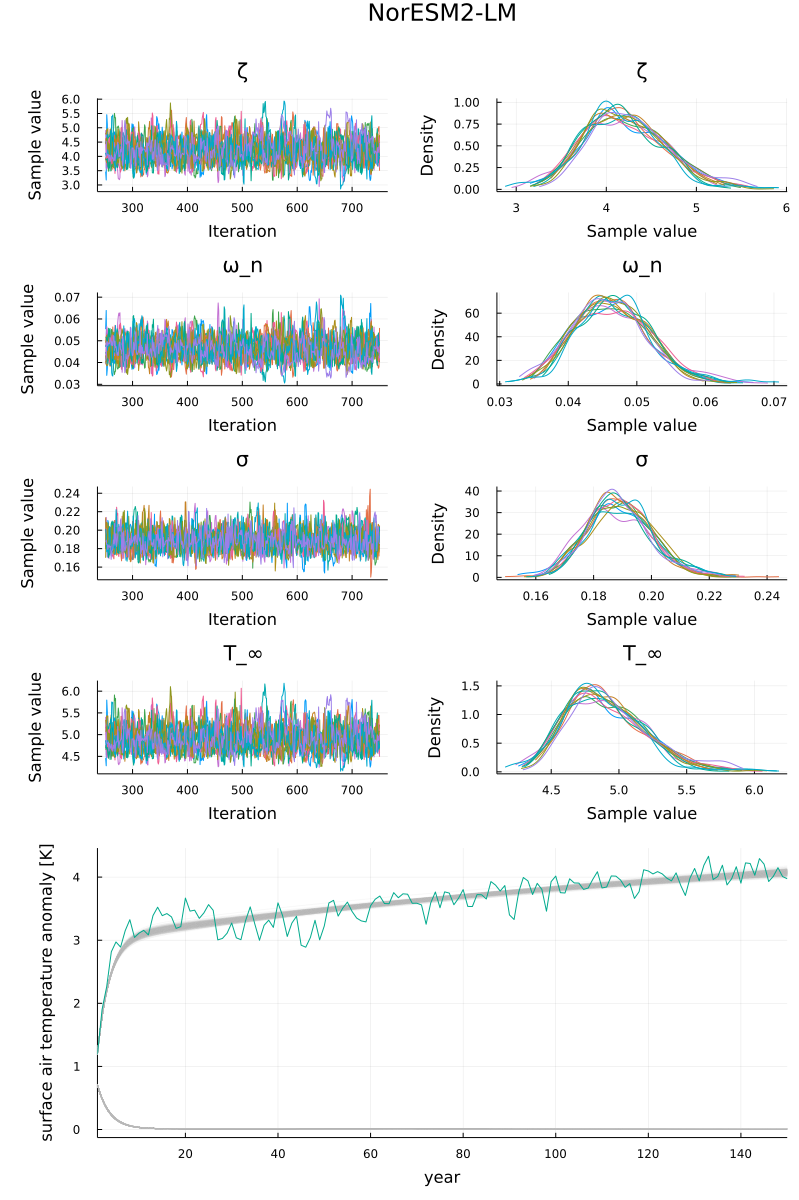 NorESM2-LM
ζ
Sample value
6.0
5.5
5.0
4.5
4.0
3.5
3.0
300 400 500 600 700
Iteration
ζ
Density
1.00
0.75
0.50
0.25
0.00
3 4 5 6
Sample value
ω_n
Sample value
0.07
0.06
0.05
0.04
0.03
300 400 500 600 700
Iteration
ω_n
Density
60
40
20
0
0.03 0.04 0.05 0.06 0.07
Sample value
σ
Sample value
0.24
0.22
0.20
0.18
0.16
300 400 500 600 700
Iteration
σ
Density
40
30
20
10
0
0.16 0.18 0.20 0.22 0.24
Sample value
T_∞
Sample value
6.0
5.5
5.0
4.5
300 400 500 600 700
Iteration
T_∞
Density
1.5
1.0
0.5
0.0
4.5 5.0 5.5 6.0
Sample value
surface air temperature anomaly [K]
4
3
2
1
0
20 40 60 80 100 120 140
year